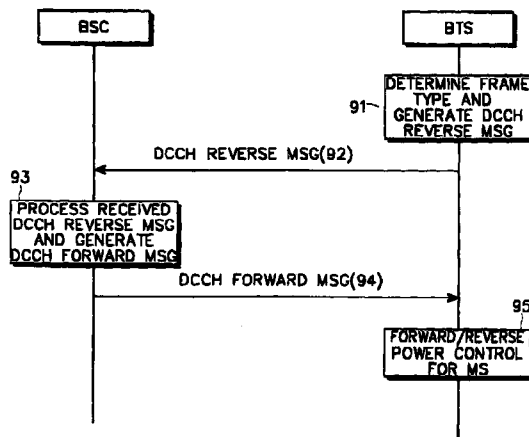 BSC
BTS
91
DETERMINE FRAME
TYPE AND
GENERATE DCCH
REVERSE MSG
DCCH REVERSE MSG(92)
93
PROCESS RECEIVED
DCCH REVERSE MSG
AND GENERATE
DCCH FORWARD MSG
DCCH FORWARD MSG(94)
95
FORWARD/REVERSE
POWER CONTROL
FOR MS